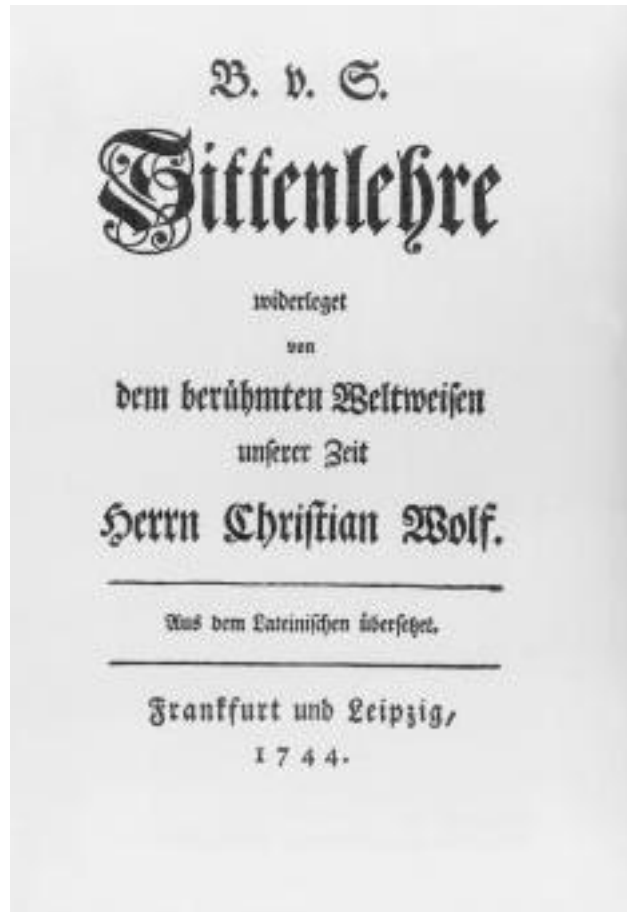 B. v. S.
Sittenlehre
widerleget
von
dem berühmten Weltweisen
unserer Zeit
Herrn Christian Wolf.
Aus dem Lateinischen übersetzet.
Frankfurt und Leipzig,
1744.